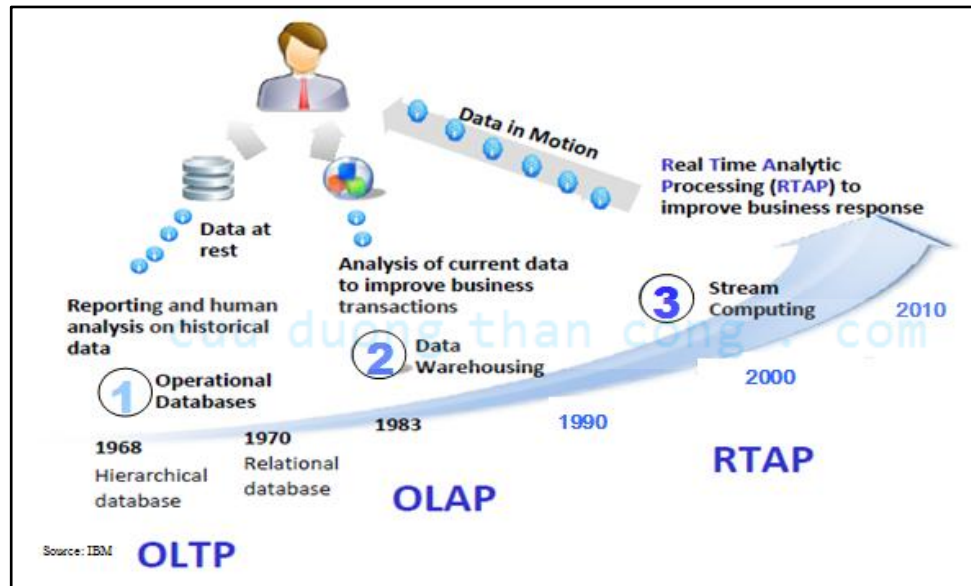 Data in Motion
Real Time Analytic
Processing (RTAP) to
improve business response
Data at
rest
Analysis of current data
to improve business
transactions
Reporting and human
analysis on historical
data
3 Stream
Computing
2010
cuu duong than cong . com
2 Data
Warehousing
2000
1 Operational
Databases
1968
Hierarchical
database
1970
Relational
database
1983
1990
RTAP
OLAP
Source: IBM
OLTP